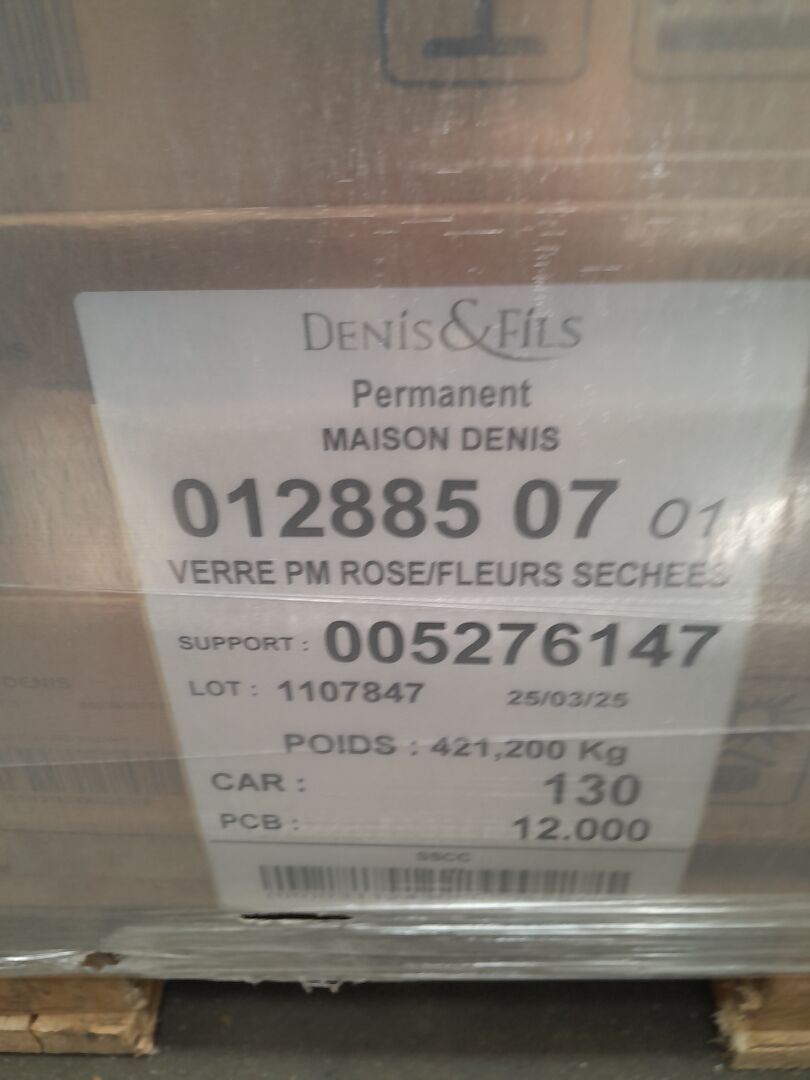 DENIS & FILS
Permanent
MAISON DENIS
012885 07 01
VERRE PM ROSE/FLEURS SECHEES
SUPPORT : 005276147
LOT : 1107847 25/03/25
POIDS : 421,200 Kg
CAR : 130
PCB : 12.000
SSCC